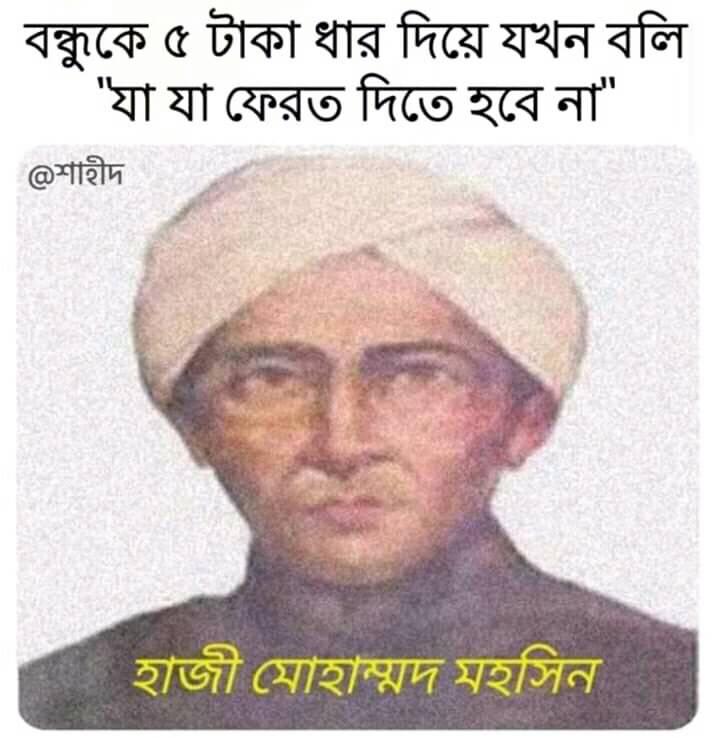 বন্ধুকে ৫ টাকা ধার দিয়ে যখন বলি
"যা যা ফেরত দিতে হবে না"
@শাহীদ
হাজী মোহাম্মদ মহসিন